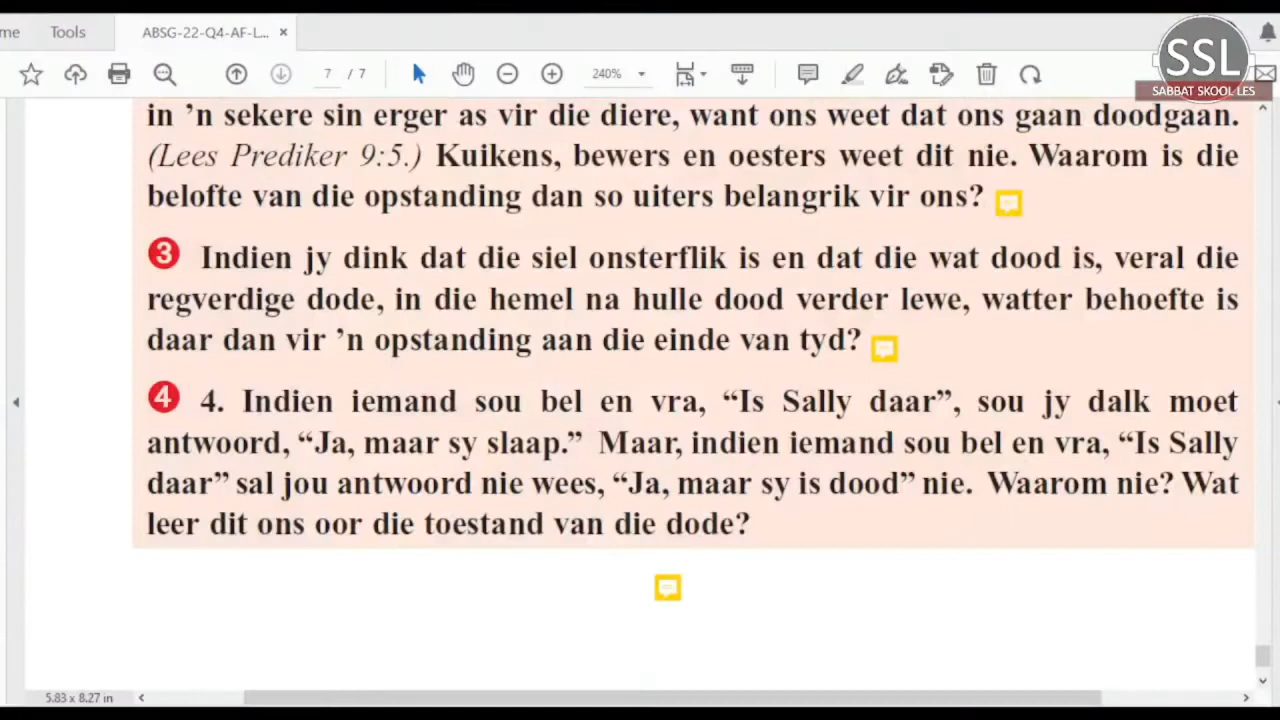 me Tools ABSG-22-Q4-AF-L... ×
SSL
SABBAT SKOOL LES
7 / 7 240%
in ’n sekere sin erger as vir die diere, want ons weet dat ons gaan doodgaan.
(Lees Prediker 9:5.) Kuikens, bewers en oesters weet dit nie. Waarom is die
belofte van die opstanding dan so uiters belangrik vir ons?
3 Indien jy dink dat die siel onsterflik is en dat die wat dood is, veral die
regverdige dode, in die hemel na hulle dood verder lewe, watter behoefte is
daar dan vir ’n opstanding aan die einde van tyd?
4 4. Indien iemand sou bel en vra, “Is Sally daar”, sou jy dalk moet
antwoord, “Ja, maar sy slaap.” Maar, indien iemand sou bel en vra, “Is Sally
daar” sal jou antwoord nie wees, “Ja, maar sy is dood” nie. Waarom nie? Wat
leer dit ons oor die toestand van die dode?
5.83 x 8.27 in